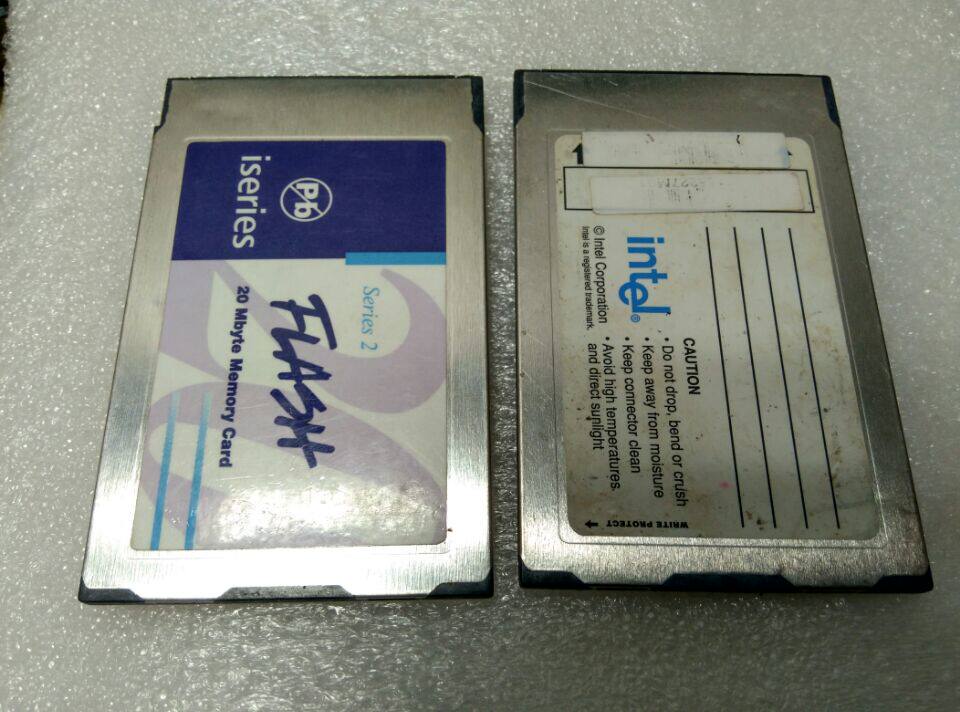 Pb
iseries
Series 2
FLASH
20 Mbyte Memory Card
intel®
© Intel Corporation
Intel is a registered trademark.
CAUTION
• Do not drop, bend or crush
• Keep away from moisture
• Keep connector clean
• Avoid high temperatures
and direct sunlight
WRITE PROTECT